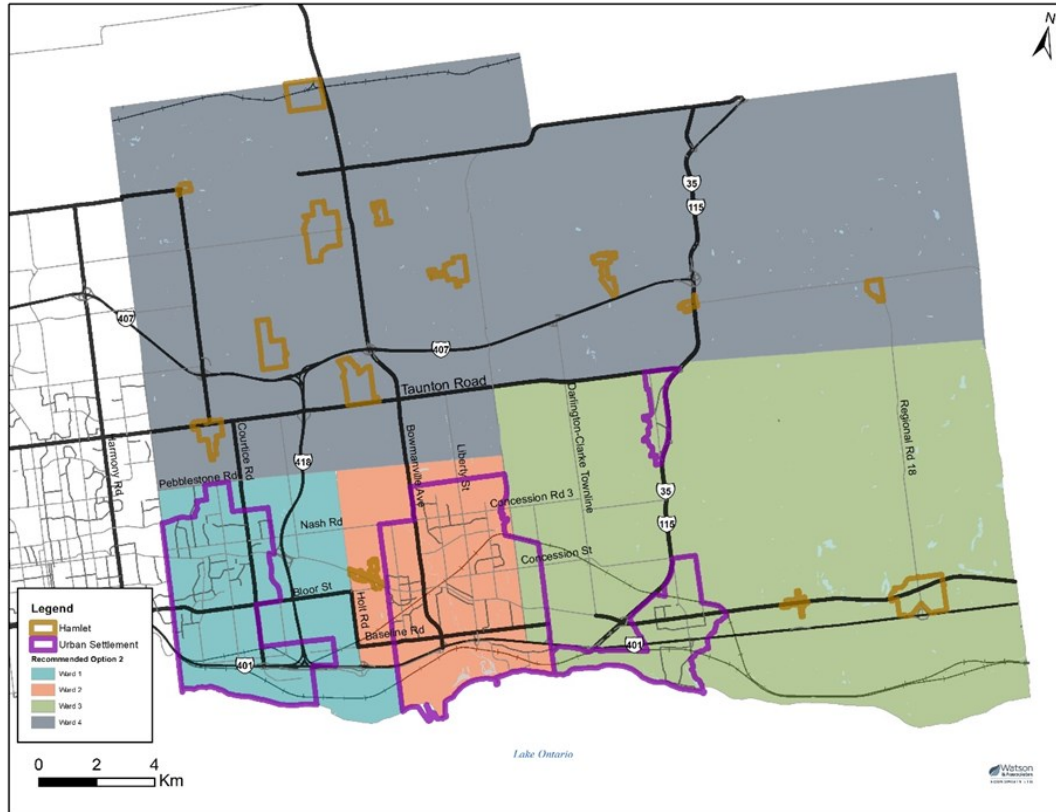 N
35
115
407
407
Taunton Road
Harmony Rd
Courtice Rd
418
Bowmanville Ave
Liberty St
Darlington-Clarke Townline
Regional Rd 18
Pebblestone Rd
Nash Rd
Concession Rd 3
35
115
Concession St
Bloor St
Holt Rd
Baseline Rd
401
401
Legend
Hamlet
Urban Settlement
Recommended Option 2
Ward 1
Ward 2
Ward 3
Ward 4
0 2 4
Km
Lake Ontario
Watson
& Associates